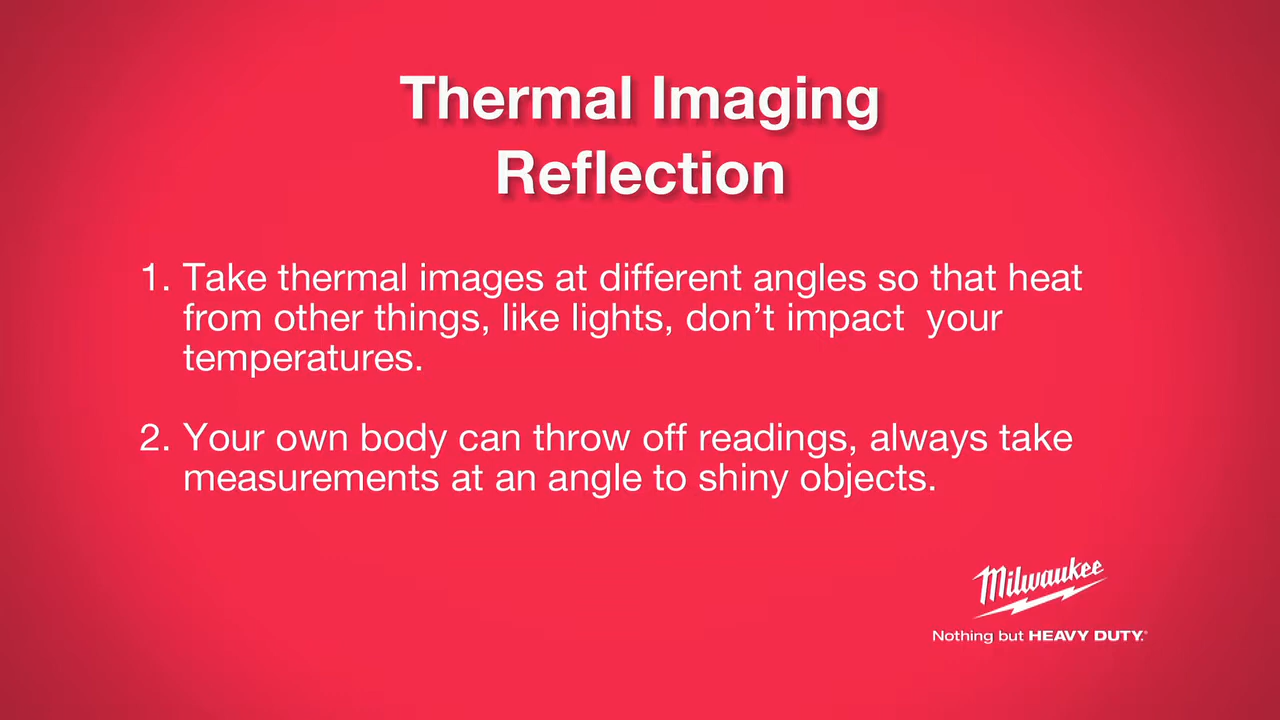 Thermal Imaging
Reflection
1. Take thermal images at different angles so that heat
from other things, like lights, don’t impact  your
temperatures.
2. Your own body can throw off readings, always take
measurements at an angle to shiny objects.
Milwaukee
Nothing but HEAVY DUTY.®